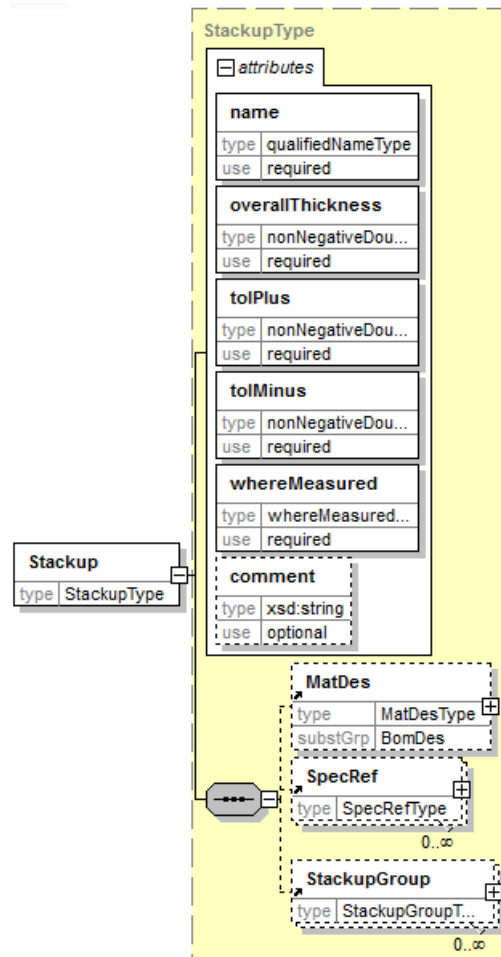 StackupType
attributes
name
type qualifiedNameType
use required
overallThickness
type nonNegativeDou...
use required
tolPlus
type nonNegativeDou...
use required
tolMinus
type nonNegativeDou...
use required
whereMeasured
type whereMeasured...
use required
Stackup
type StackupType
comment
type xsd:string
use optional
MatDes
type MatDesType
substGrp BomDes
SpecRef
type SpecRefType
0..∞
StackupGroup
type StackupGroupT...
0..∞